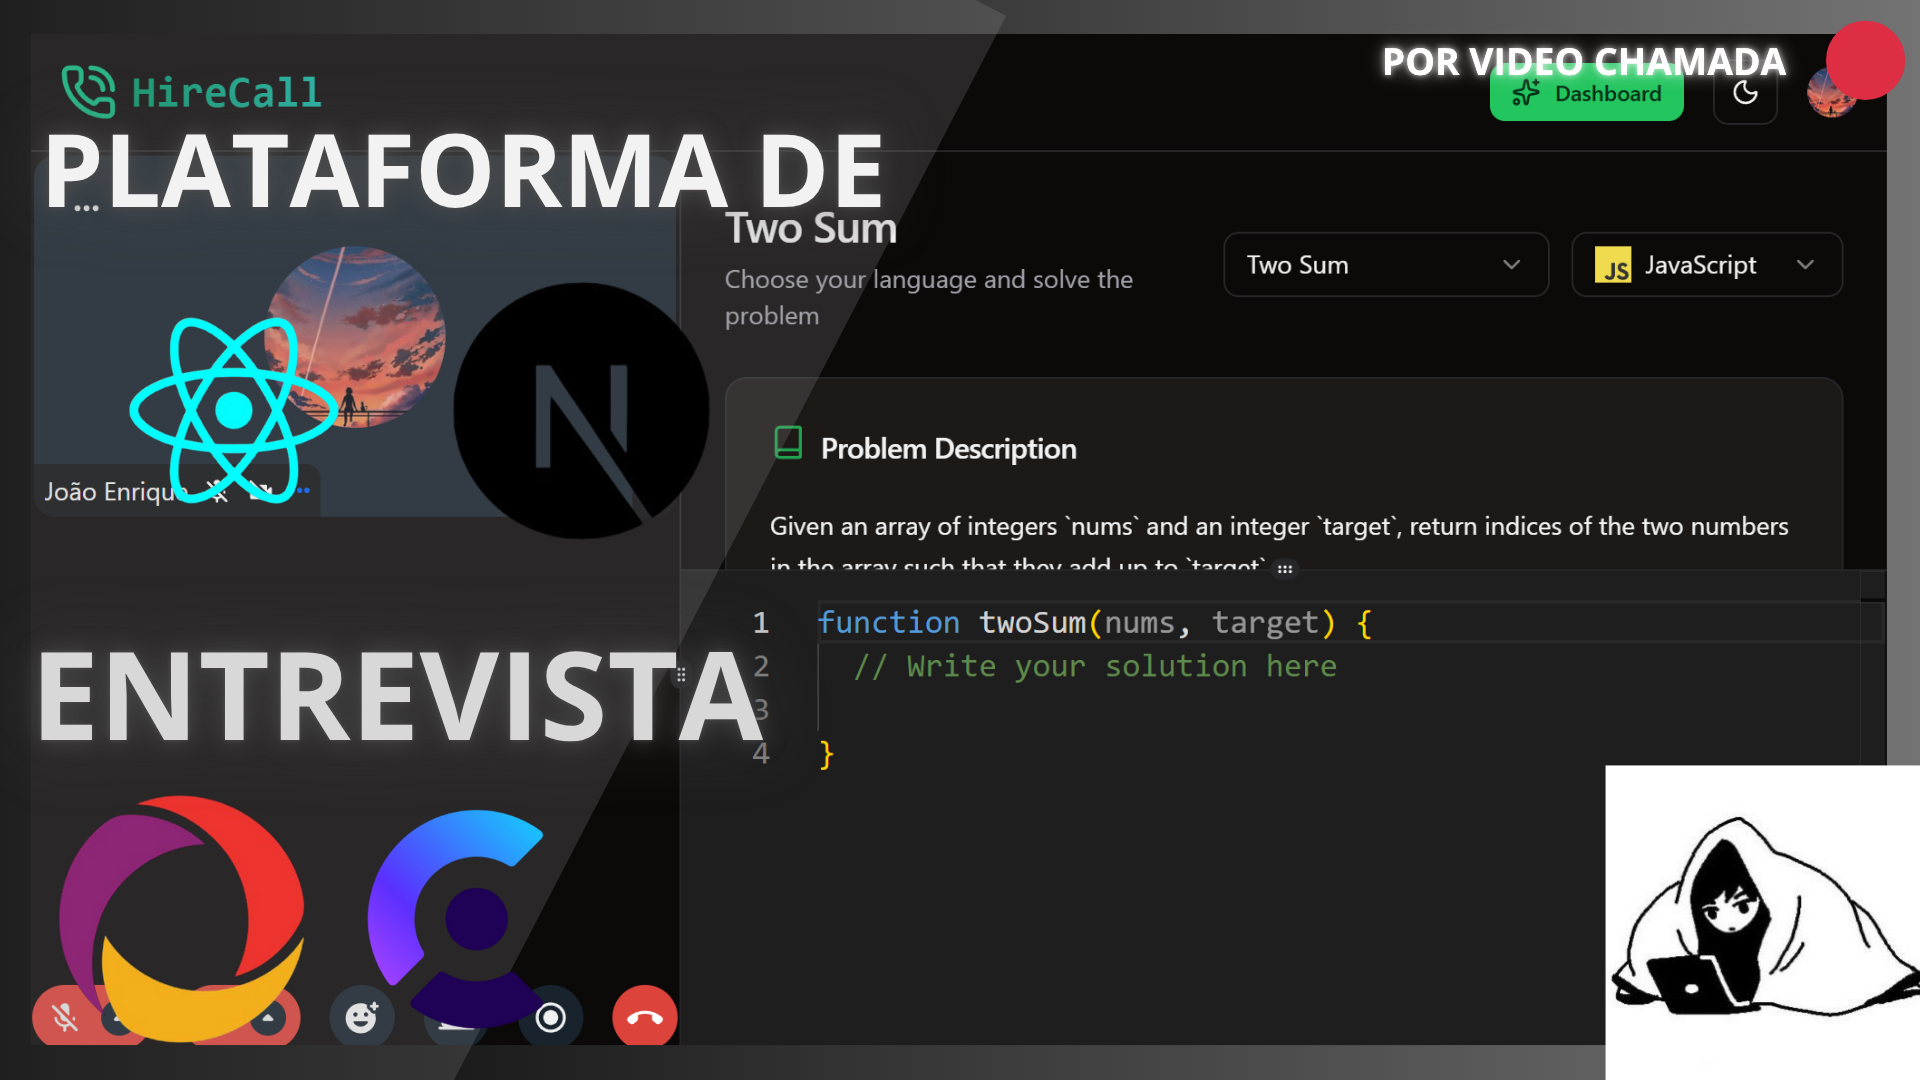 POR VIDEO CHAMADA
HireCall
Dashboard
PLATAFORMA DE
Two Sum
Choose your language and solve the
problem
Two Sum
JS JavaScript
Problem Description
João Enrique
Given an array of integers `nums` and an integer `target`, return indices of the two numbers
in the array such that they add up to `target`
1 function twoSum(nums, target) {
2 // Write your solution here
3
4 }
ENTREVISTA